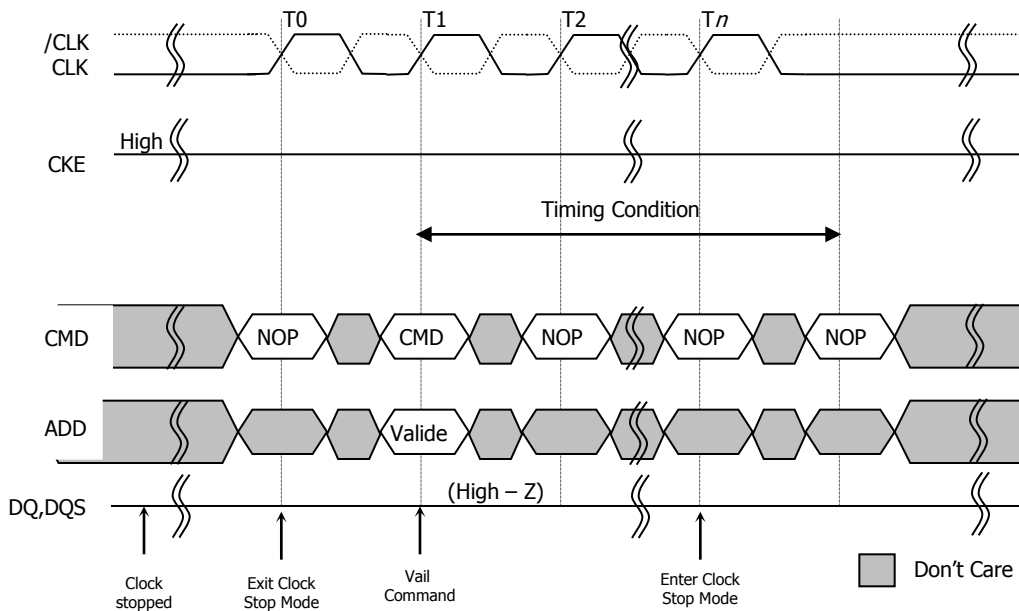 T0 T1 T2 Tn
/CLK
CLK
High
CKE
Timing Condition
CMD NOP CMD NOP NOP NOP
ADD Valide
(High – Z)
DQ,DQS
Clock
stopped
Exit Clock
Stop Mode
Vail
Command
Enter Clock
Stop Mode
Don't Care